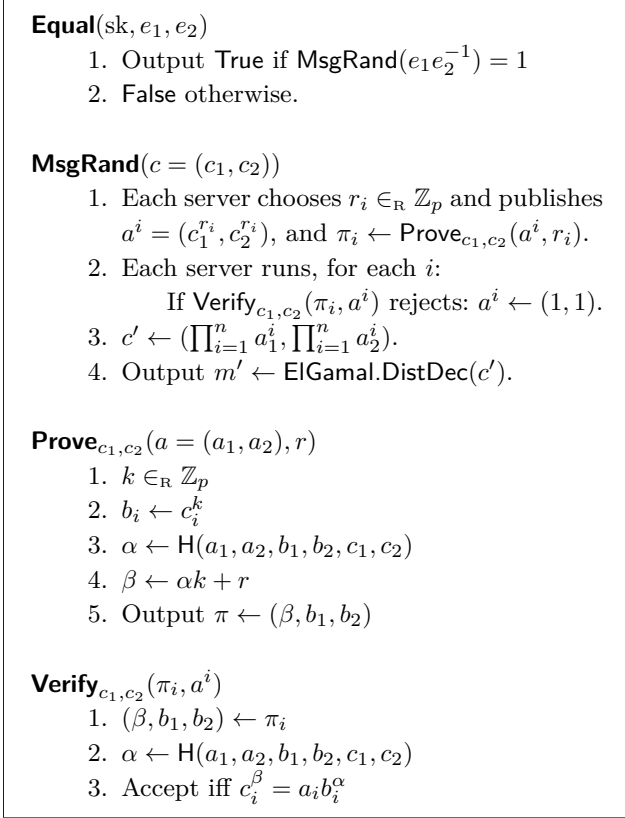 Equal(sk, e₁, e₂)
1. Output True if MsgRand(e₁e₂⁻¹) = 1
2. False otherwise.
MsgRand(c = (c₁, c₂))
1. Each server chooses rᵢ ∈_R ℤ_p and publishes
aⁱ = (c₁^{rᵢ}, c₂^{rᵢ}), and πᵢ ← Prove_{c₁,c₂}(aⁱ, rᵢ).
2. Each server runs, for each i:
If Verify_{c₁,c₂}(πᵢ, aⁱ) rejects: aⁱ ← (1, 1).
3. c′ ← (∏ⁿᵢ₌₁ a₁ⁱ, ∏ⁿᵢ₌₁ a₂ⁱ).
4. Output m′ ← ElGamal.DistDec(c′).
Prove_{c₁,c₂}(a = (a₁, a₂), r)
1. k ∈_R ℤ_p
2. bᵢ ← cᵢᵏ
3. α ← H(a₁, a₂, b₁, b₂, c₁, c₂)
4. β ← αk + r
5. Output π ← (β, b₁, b₂)
Verify_{c₁,c₂}(πᵢ, aⁱ)
1. (β, b₁, b₂) ← πᵢ
2. α ← H(a₁, a₂, b₁, b₂, c₁, c₂)
3. Accept iff cᵢ^β = aᵢbᵢ^α